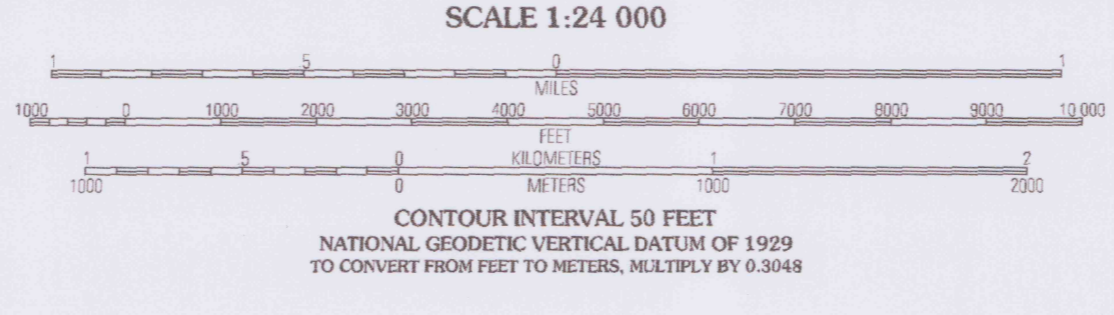 SCALE 1:24 000
1 .5 0 1
MILES
1000 0 1000 2000 3000 4000 5000 6000 7000 8000 9000 10 000
FEET
1 .5 0 KILOMETERS 1 2
1000 0 METERS 1000 2000
CONTOUR INTERVAL 50 FEET
NATIONAL GEODETIC VERTICAL DATUM OF 1929
TO CONVERT FROM FEET TO METERS, MULTIPLY BY 0.3048